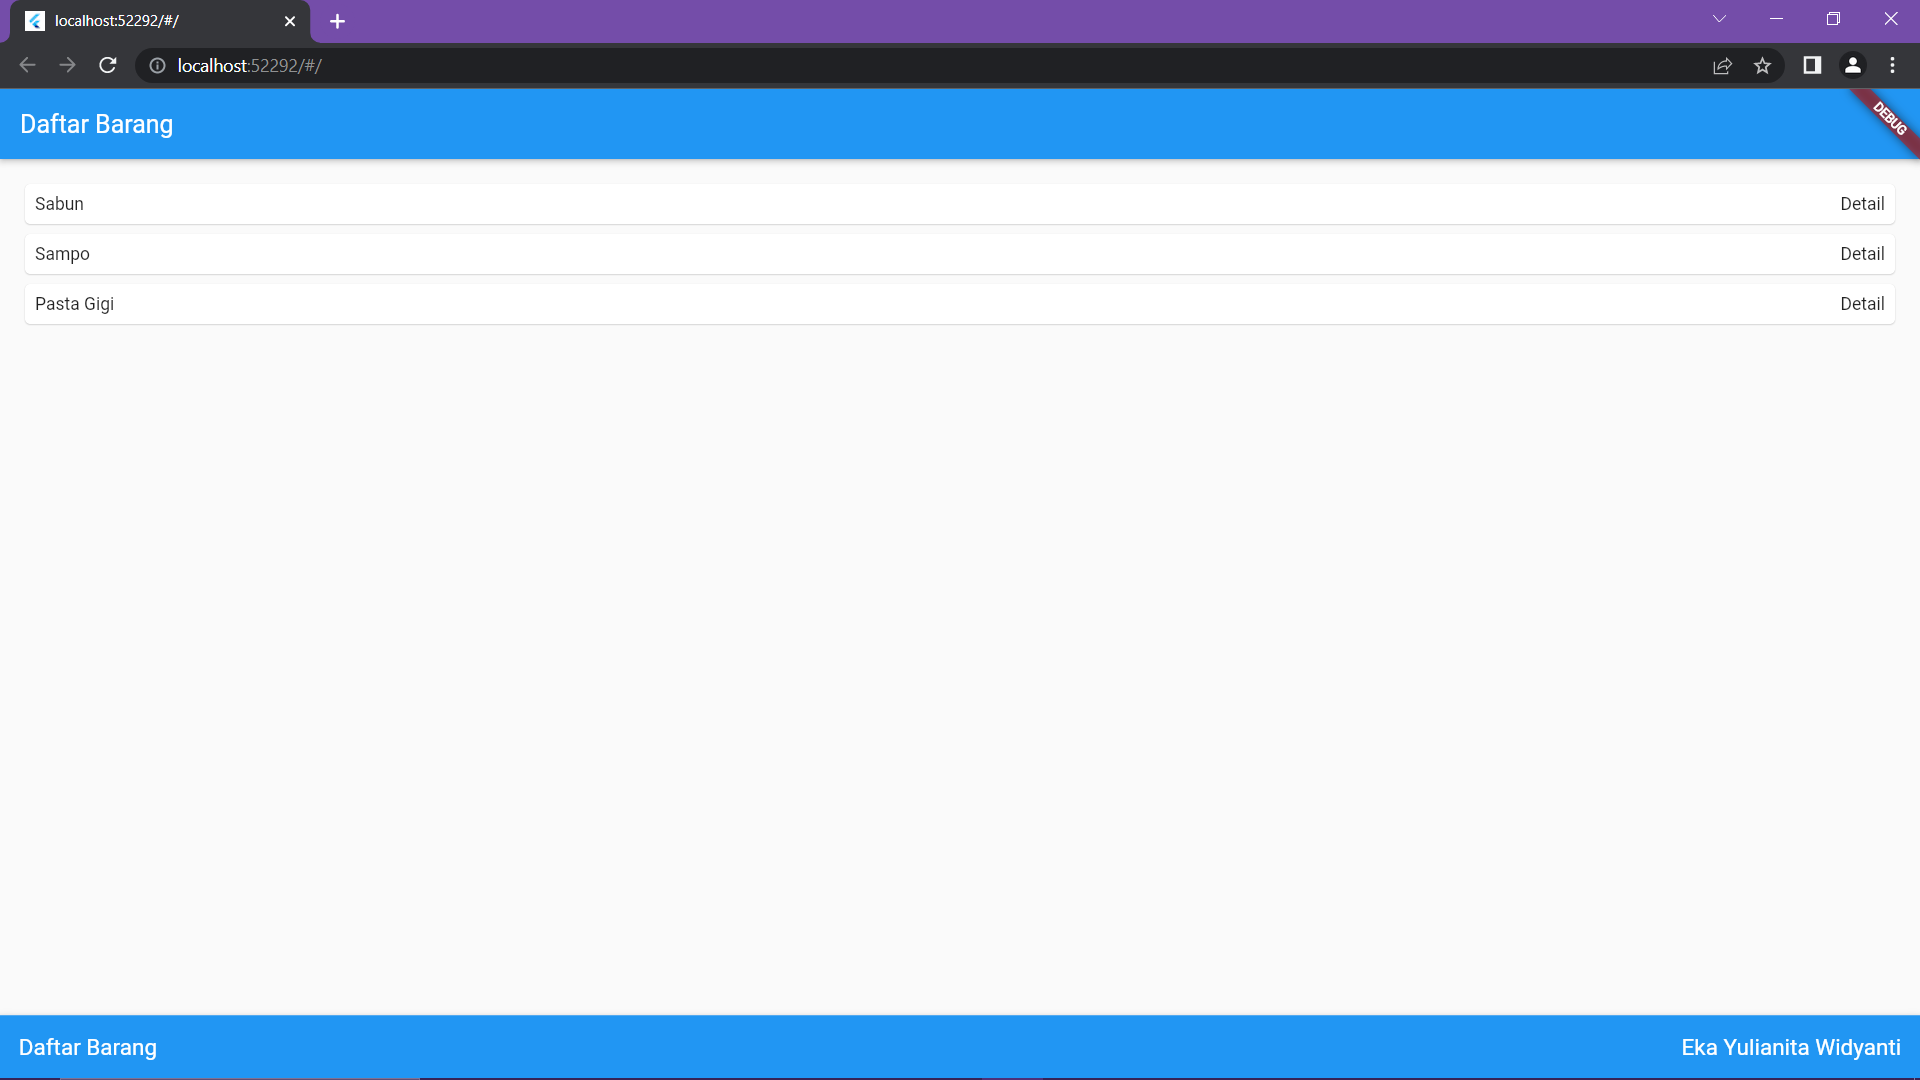 localhost:52292/#/
localhost:52292/#/
Daftar Barang
DEBUG
Sabun Detail
Sampo Detail
Pasta Gigi Detail
Daftar Barang Eka Yulianita Widyanti